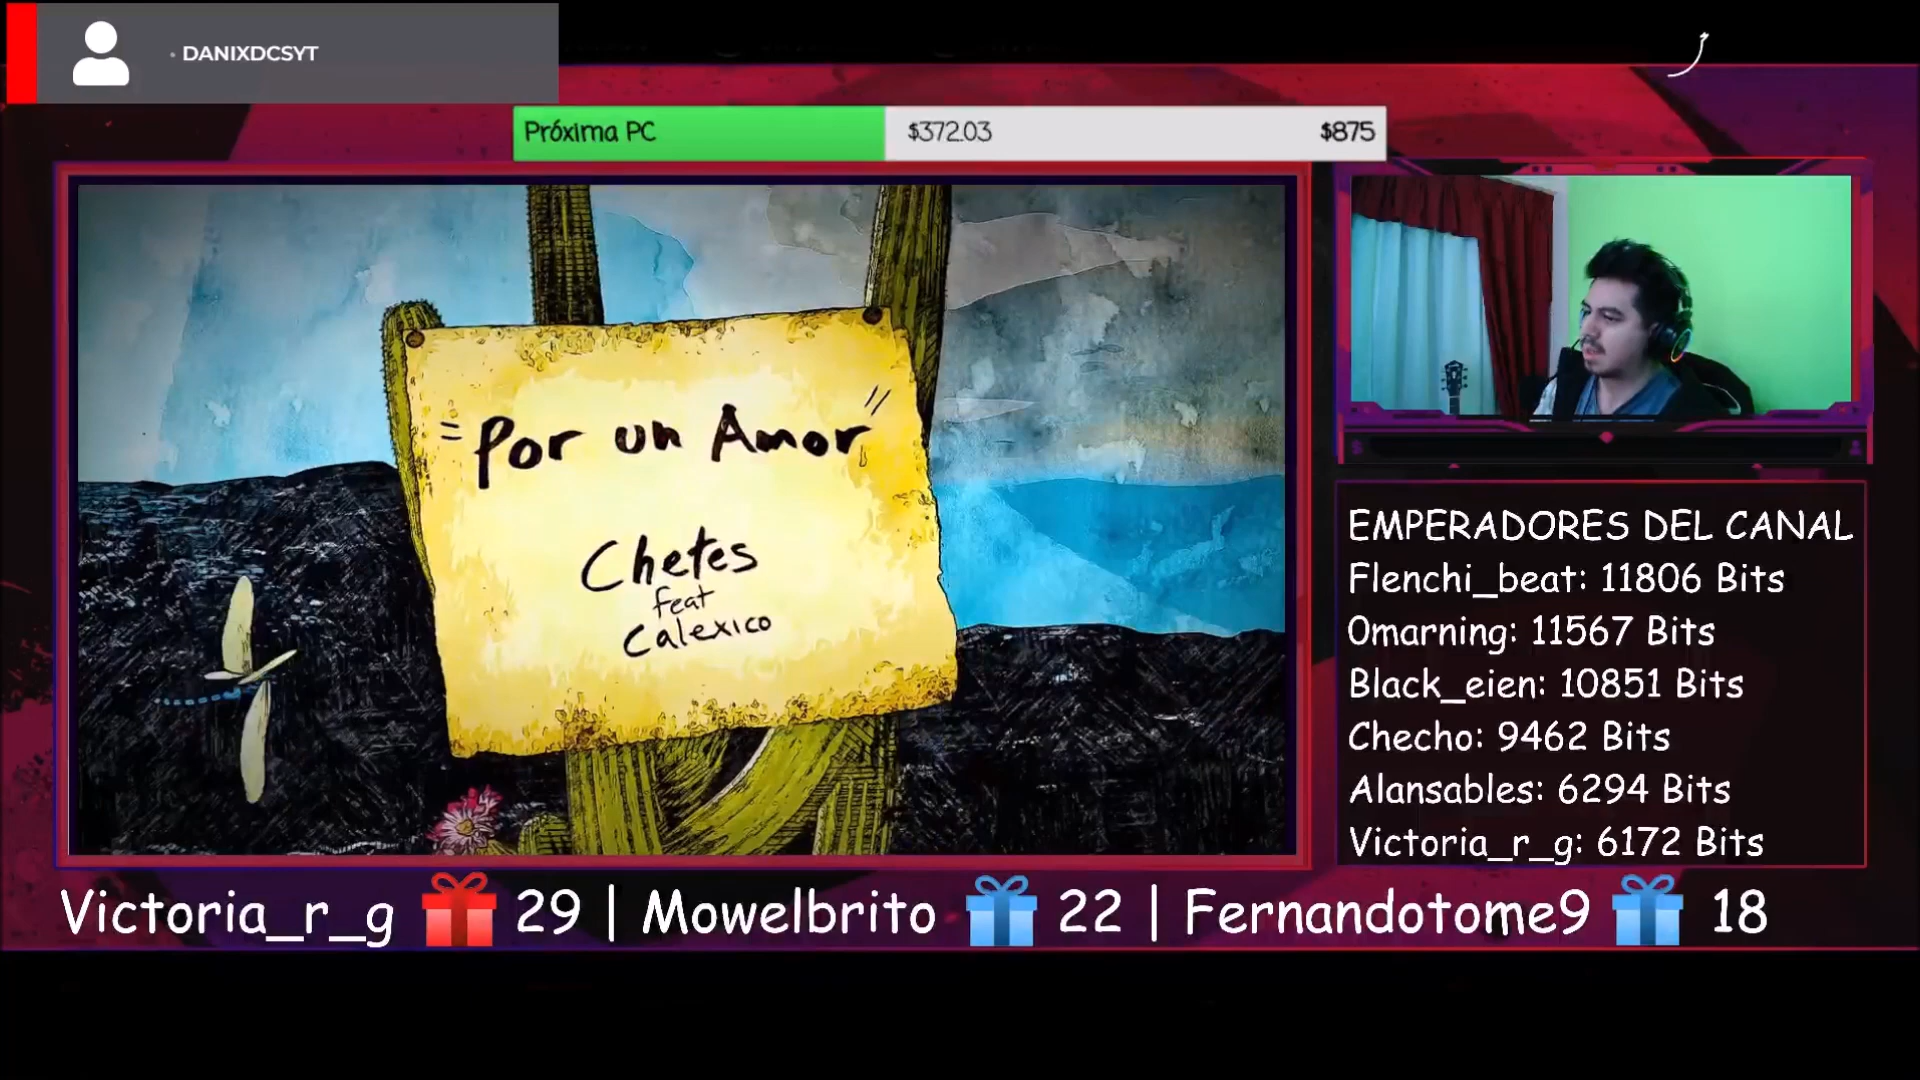 • DANIXDCSYT
Próxima PC $372.03 $875
"Por un Amor"
Chetes
feat
Calexico
EMPERADORES DEL CANAL
Flenchi_beat: 11806 Bits
Omarning: 11567 Bits
Black_eien: 10851 Bits
Checho: 9462 Bits
Alansables: 6294 Bits
Victoria_r_g: 6172 Bits
Victoria_r_g 29 | Mowelbrito 22 | Fernandotome9 18